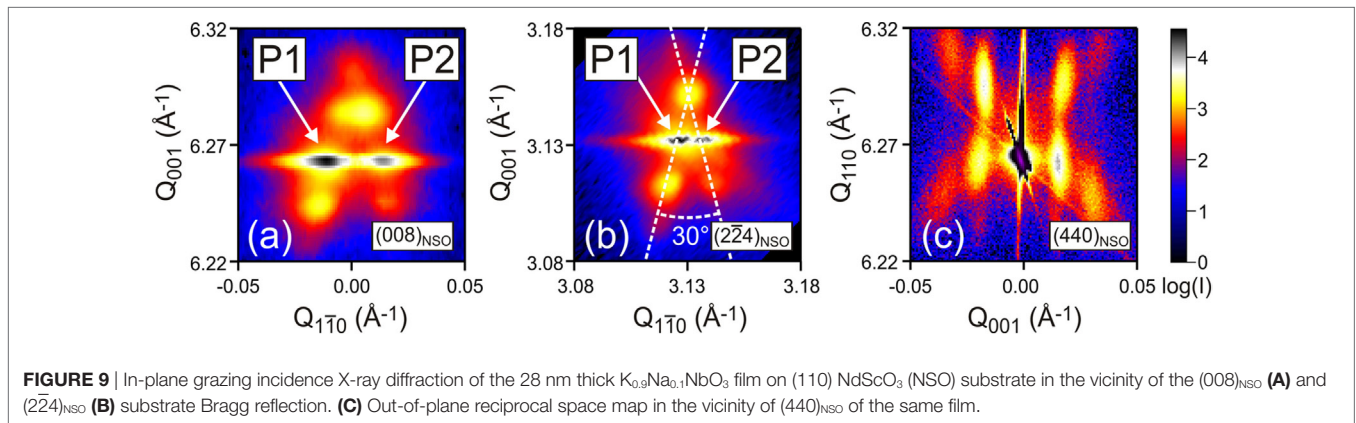 6.32
6.27
6.22
Q001 (Å-1)
P1
P2
(a)
(008)NSO
-0.05
0.00
0.05
Q11̅0 (Å-1)
3.18
3.13
3.08
Q001 (Å-1)
P1
P2
(b)
30°
(22̅4)NSO
3.08
3.13
3.18
Q11̅0 (Å-1)
6.32
6.27
6.22
Q110 (Å-1)
(c)
(440)NSO
-0.05
0.00
0.05
Q001 (Å-1)
4
3
2
1
0
log(I)
FIGURE 9 | In-plane grazing incidence X-ray diffraction of the 28 nm thick K0.9Na0.1NbO3 film on (110) NdScO3 (NSO) substrate in the vicinity of the (008)NSO (A) and
(22̅4)NSO (B) substrate Bragg reflection. (C) Out-of-plane reciprocal space map in the vicinity of (440)NSO of the same film.